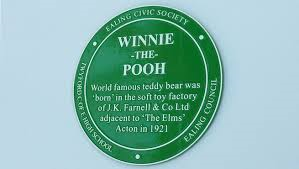 EALING CIVIC SOCIETY
WINNIE
-THE-
POOH
World famous teddy bear was
'born' in the soft toy factory
of J.K. Farnell & Co Ltd
adjacent to 'The Elms'
Acton in 1921
TWYFORD C OF E HIGH SCHOOL
EALING COUNCIL